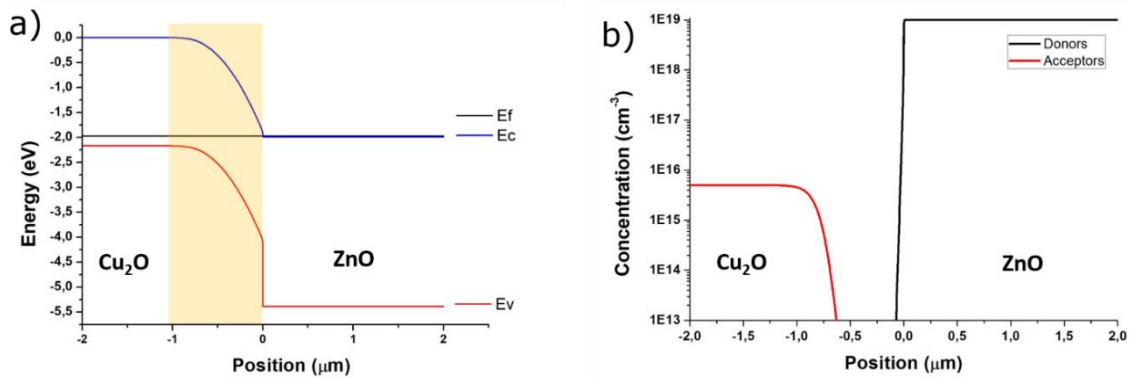 a)
Energy (eV)
0,0
-0,5
-1,0
-1,5
-2,0
-2,5
-3,0
-3,5
-4,0
-4,5
-5,0
-5,5
Ef
Ec
Ev
Cu₂O
ZnO
-2
-1
0
1
2
Position (μm)
b)
Concentration (cm⁻³)
1E19
1E18
1E17
1E16
1E15
1E14
1E13
Donors
Acceptors
Cu₂O
ZnO
-2,0
-1,5
-1,0
-0,5
0,0
0,5
1,0
1,5
2,0
Position (μm)